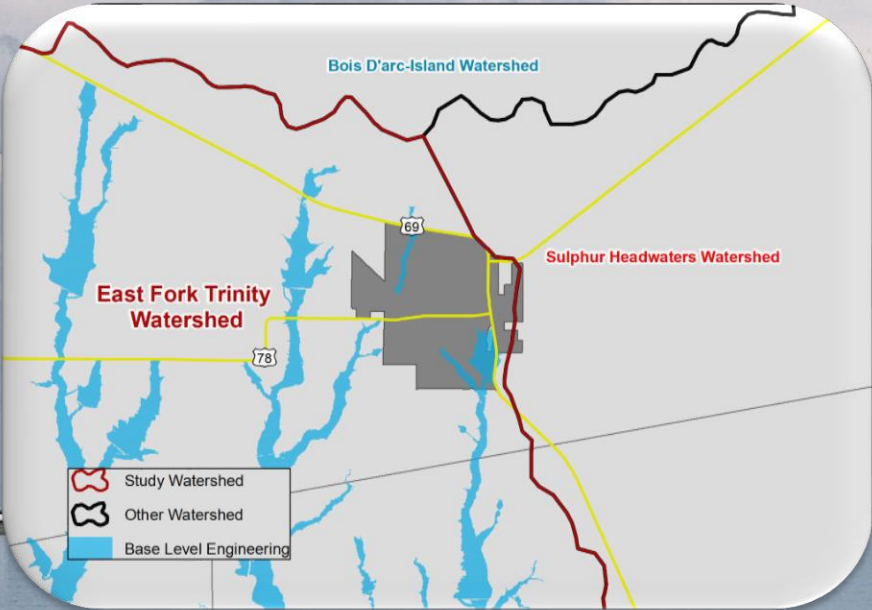 Bois D'arc-Island Watershed
69
Sulphur Headwaters Watershed
East Fork Trinity
Watershed
78
Study Watershed
Other Watershed
Base Level Engineering